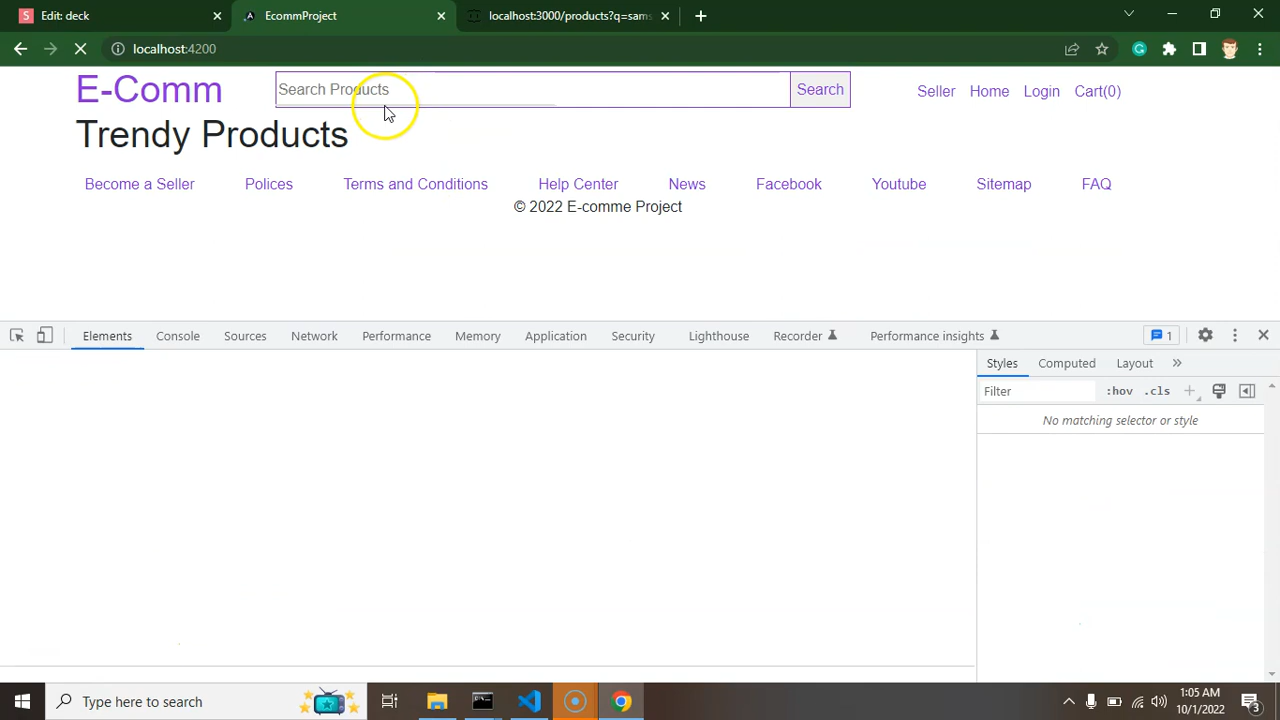 Edit: deck
EcommProject
localhost:3000/products?q=sams
localhost:4200
E-Comm
Search Products
Search
Seller Home Login Cart(0)
Trendy Products
Become a Seller Polices Terms and Conditions Help Center News Facebook Youtube Sitemap FAQ
© 2022 E-comme Project
Elements Console Sources Network Performance Memory Application Security Lighthouse Recorder Performance insights 1
Styles Computed Layout »
Filter :hov .cls
No matching selector or style
Type here to search
1:05 AM
10/1/2022
3